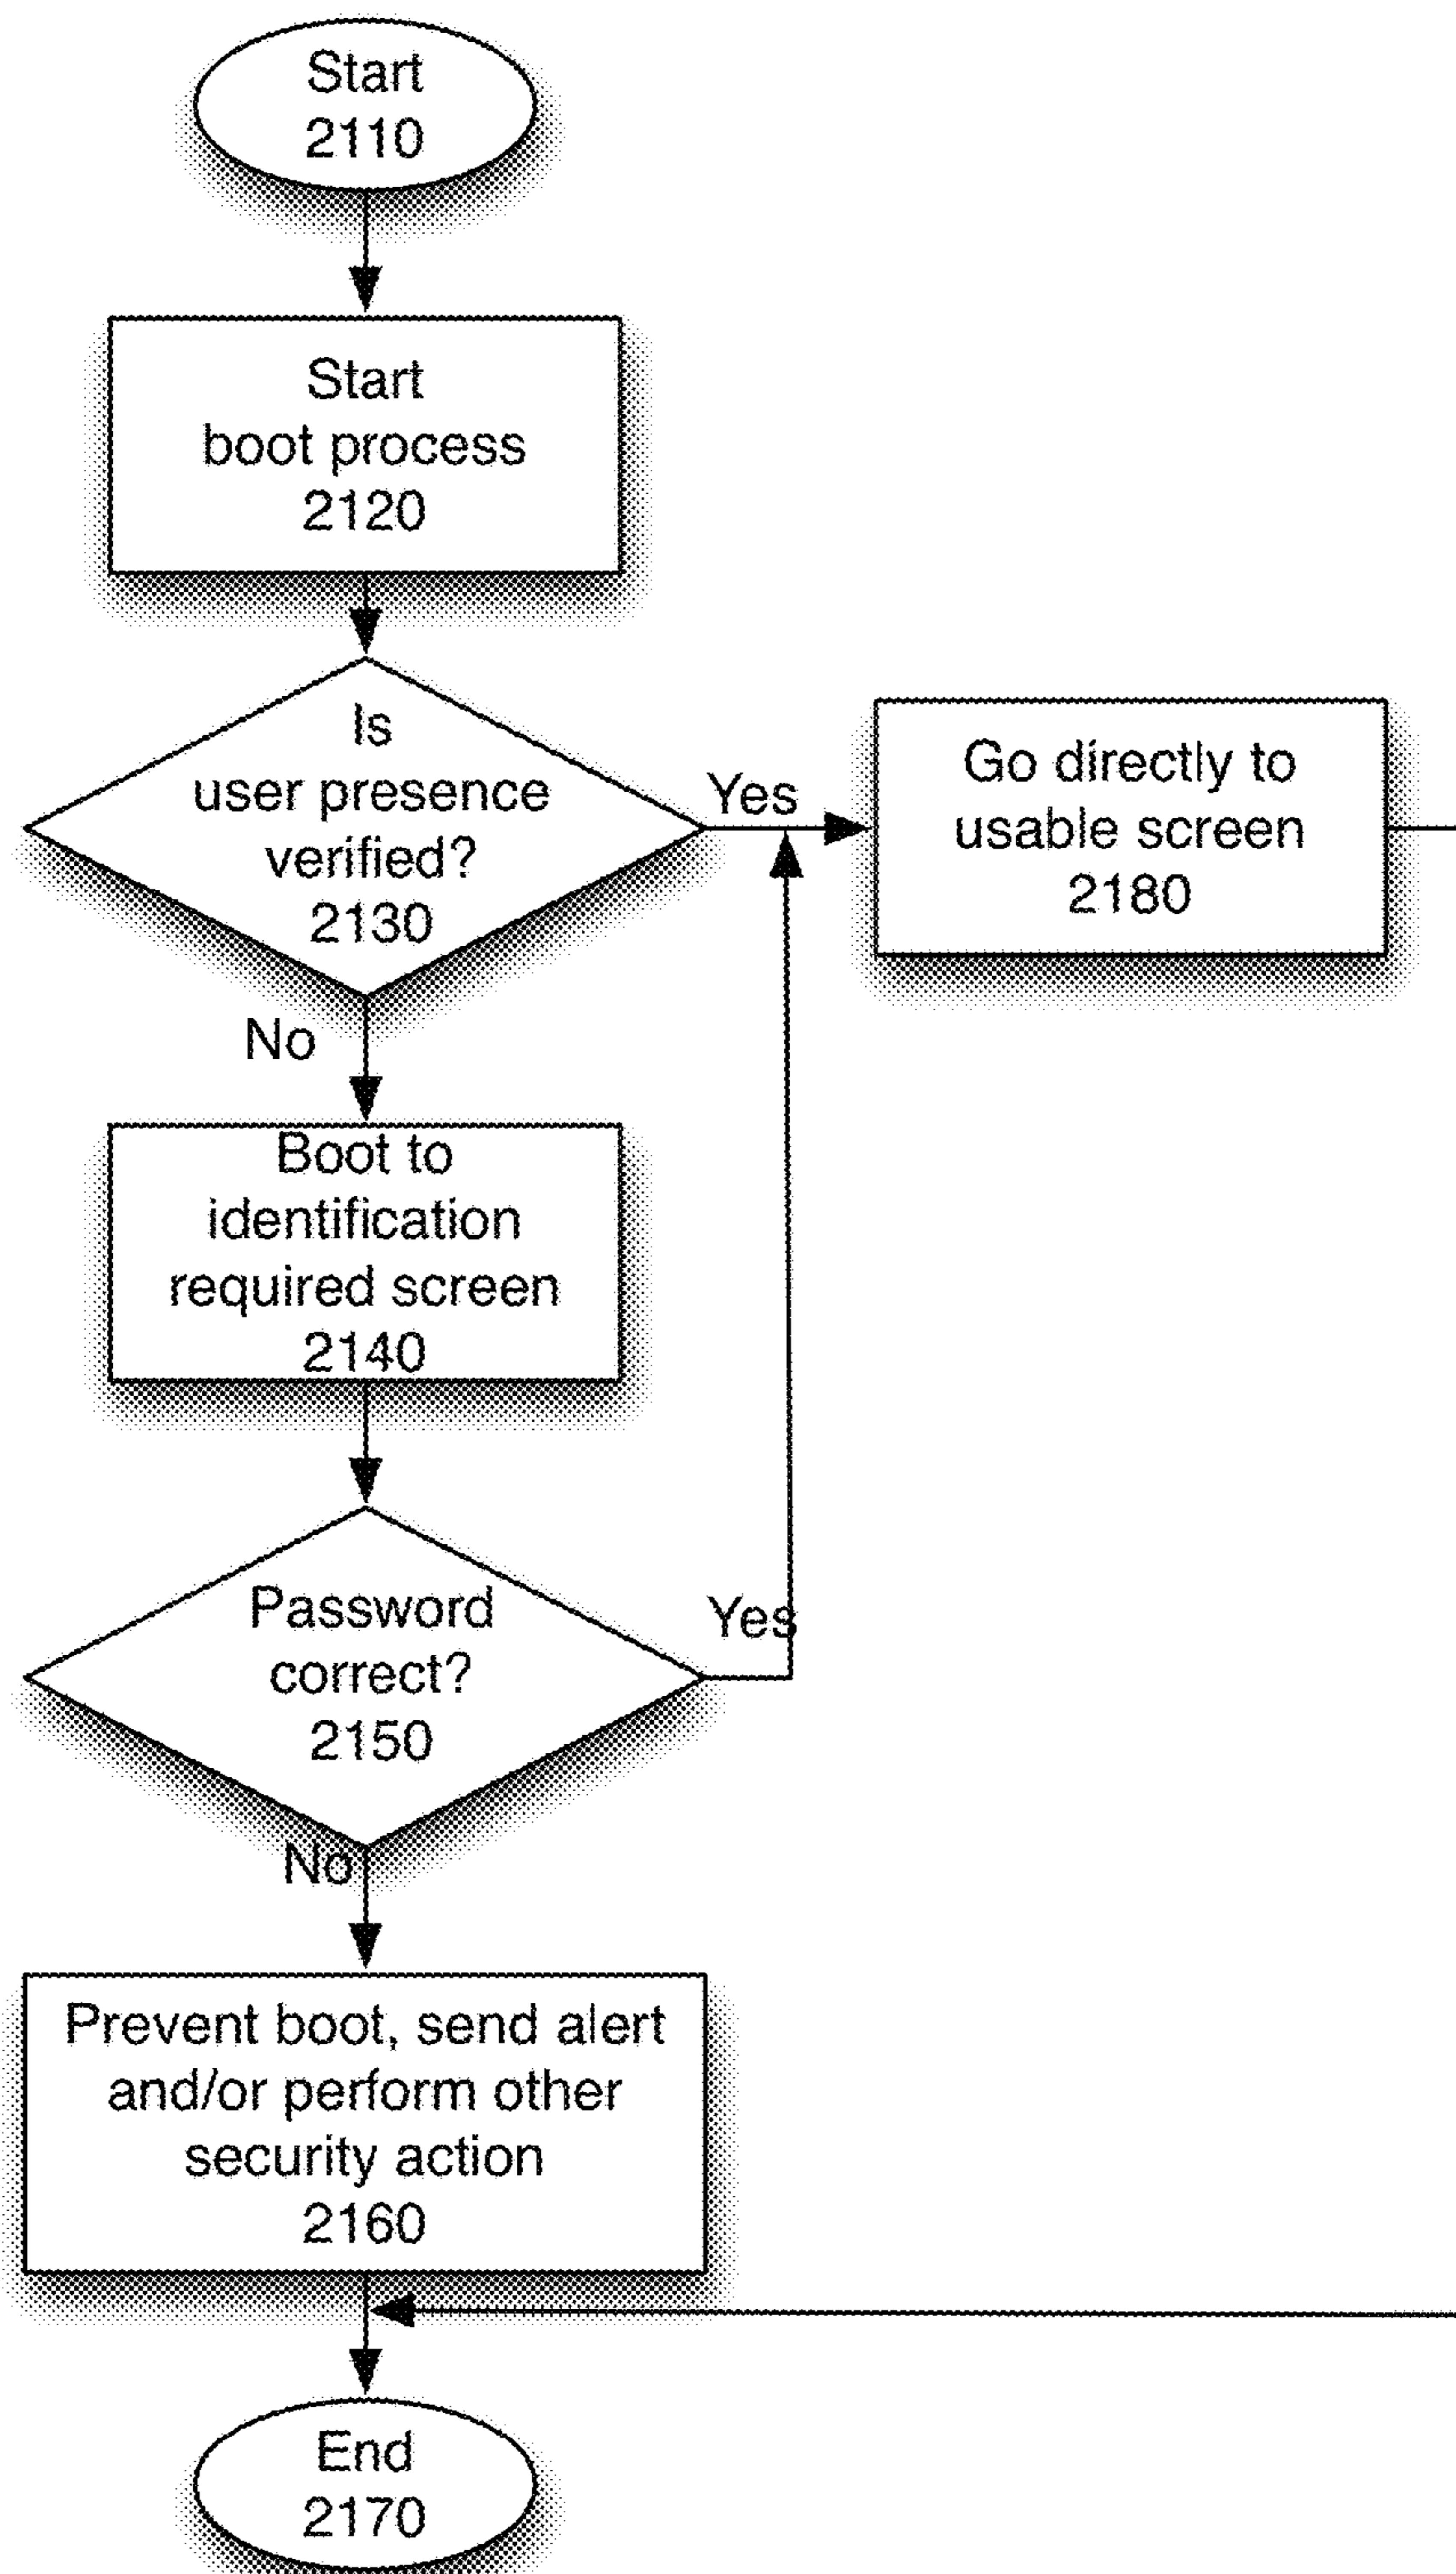 Start
2110
Start
boot process
2120
Is
user presence
verified?
2130
Yes
Go directly to
usable screen
2180
No
Boot to
identification
required screen
2140
Password
correct?
2150
Yes
No
Prevent boot, send alert
and/or perform other
security action
2160
End
2170